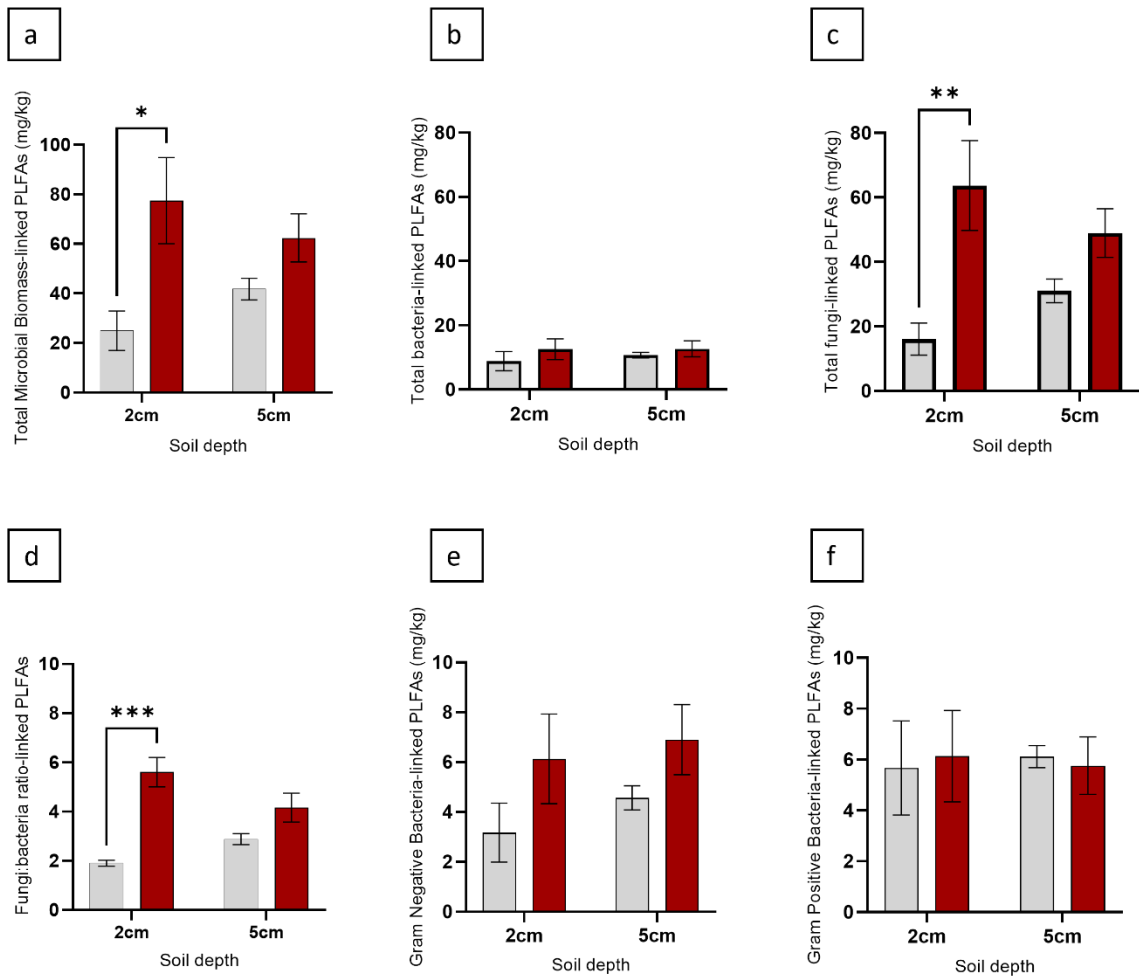 a
b
c
Total Microbial Biomass-linked PLFAs (mg/kg)
100
80
60
40
20
0
*
2cm
5cm
Soil depth
Total bacteria-linked PLFAs (mg/kg)
80
60
40
20
0
2cm
5cm
Soil depth
Total fungi-linked PLFAs (mg/kg)
80
60
40
20
0
**
2cm
5cm
Soil depth
d
e
f
Fungi:bacteria ratio-linked PLFAs
10
8
6
4
2
0
***
2cm
5cm
Soil depth
Gram Negative Bacteria-linked PLFAs (mg/kg)
10
8
6
4
2
0
2cm
5cm
Soil depth
Gram Positive Bacteria-linked PLFAs (mg/kg)
10
8
6
4
2
0
2cm
5cm
Soil depth